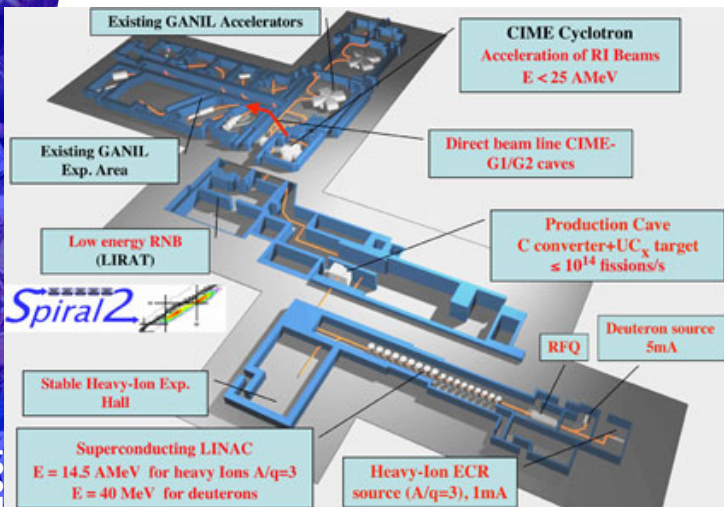 Existing GANIL Accelerators
CIME Cyclotron
Acceleration of RI Beams
E < 25 AMeV
Existing GANIL
Exp. Area
Direct beam line CIME-
G1/G2 caves
Low energy RNB
(LIRAT)
Production Cave
C converter+UCx target
≤ 10¹⁴ fissions/s
Spiral2
Deuteron source
5mA
RFQ
Stable Heavy-Ion Exp.
Hall
Superconducting LINAC
E = 14.5 AMeV for heavy Ions A/q=3
E = 40 MeV for deuterons
Heavy-Ion ECR
source (A/q=3), 1mA